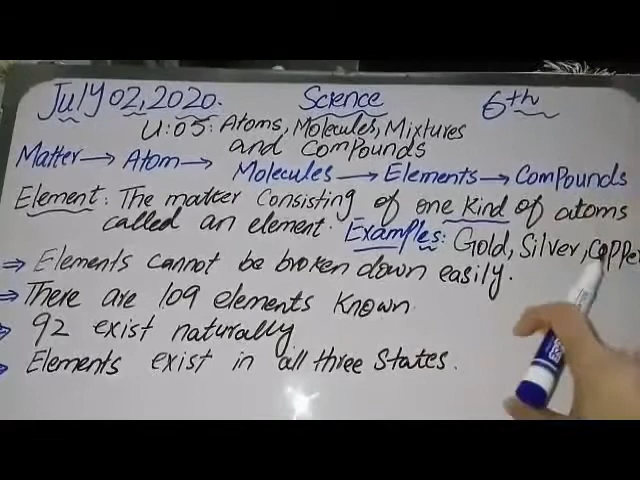 July 02, 2020. Science 6th
U:05: Atoms, Molecules, Mixtures
and Compounds
Matter → Atom → Molecules → Elements → Compounds
Element: The matter consisting of one kind of atoms
called an element. Examples: Gold, Silver, Copper
⇒ Elements cannot be broken down easily.
⇒ There are 109 elements known.
⇒ 92 exist naturally.
⇒ Elements exist in all three states.